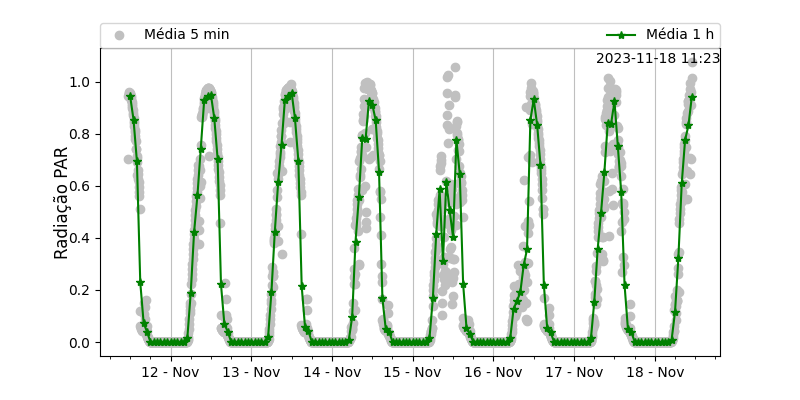 Média 5 min
Média 1 h
2023-11-18 11:23
Radiação PAR
1.0
0.8
0.6
0.4
0.2
0.0
12 - Nov
13 - Nov
14 - Nov
15 - Nov
16 - Nov
17 - Nov
18 - Nov